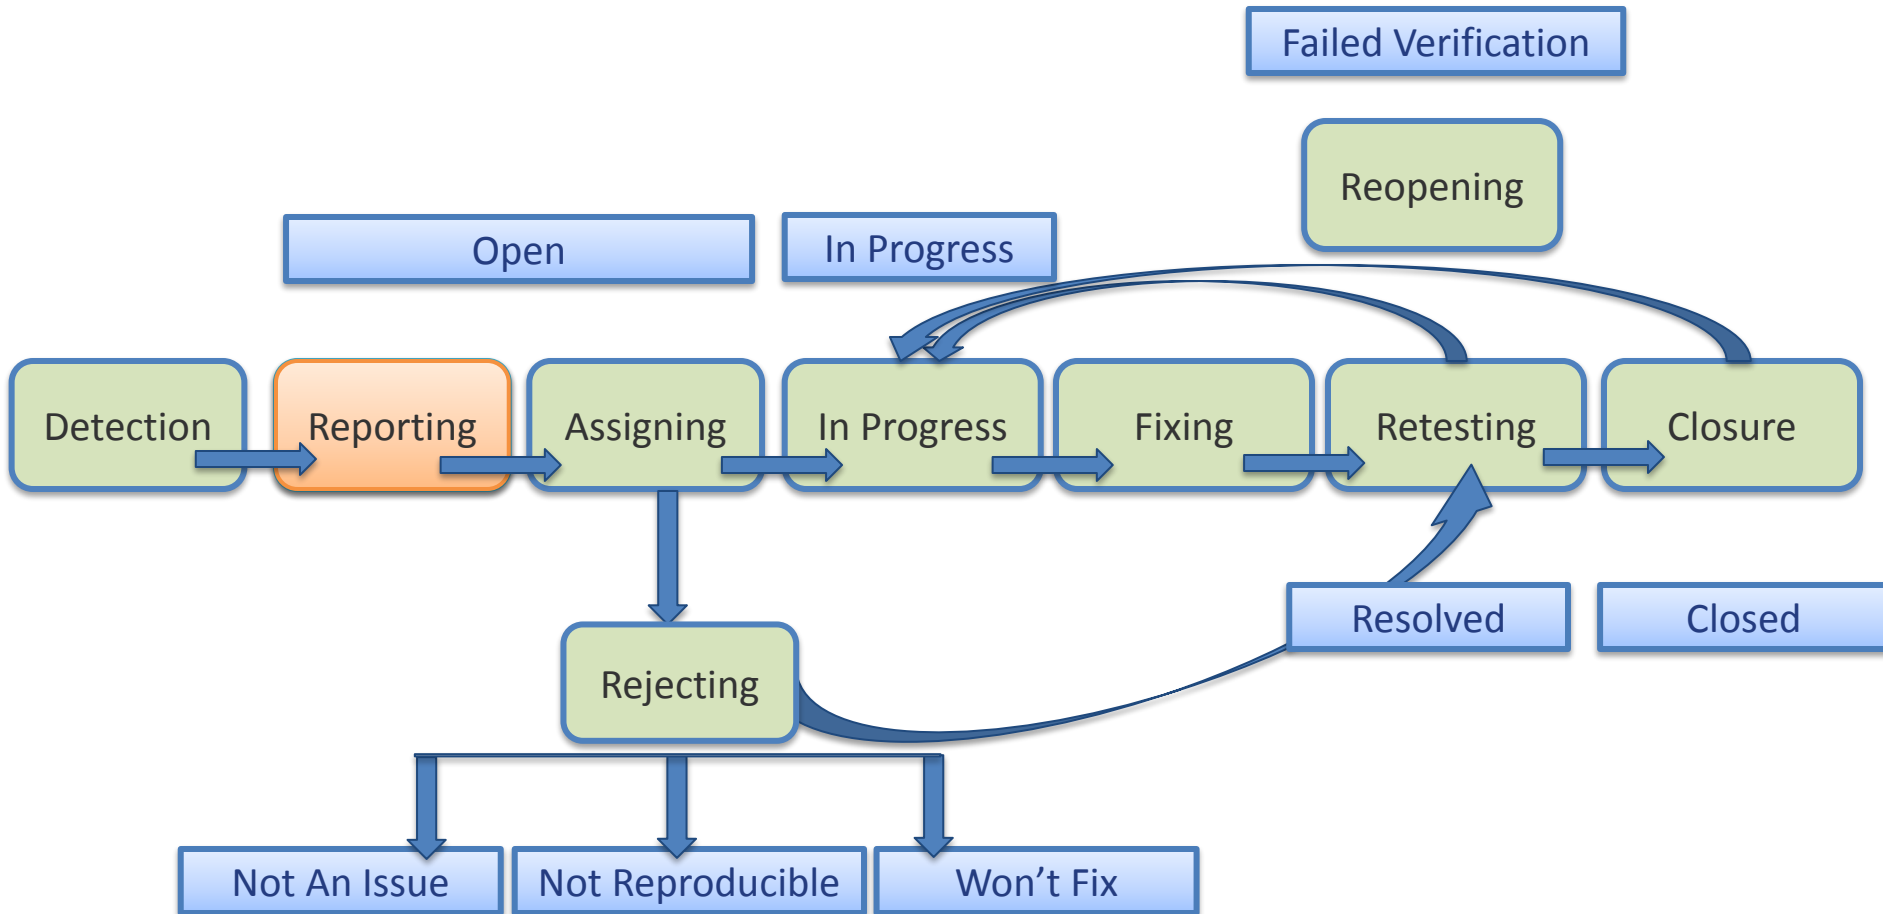 Failed Verification
Reopening
Open
In Progress
Detection
Reporting
Assigning
In Progress
Fixing
Retesting
Closure
Resolved
Closed
Rejecting
Not An Issue
Not Reproducible
Won’t Fix